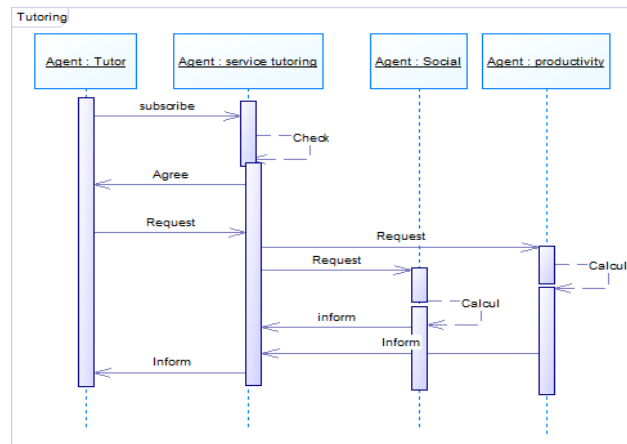 Tutoring
Agent : Tutor
Agent : service tutoring
Agent : Social
Agent : productivity
subscribe
Check
Agree
Request
Request
Request
Calcul
Calcul
inform
Inform
Inform